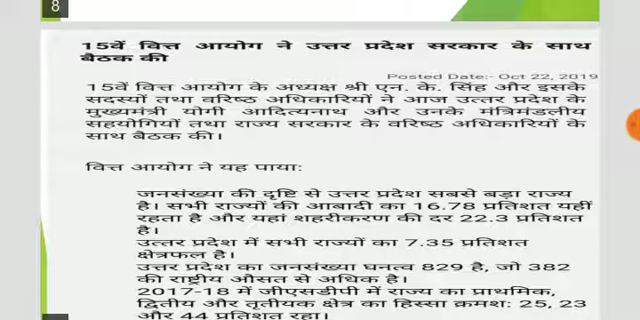 8
15वें वित्त आयोग ने उत्तर प्रदेश सरकार के साथ
बैठक की
Posted Date:- Oct 22, 2019
15वें वित्त आयोग के अध्यक्ष श्री एन. के. सिंह और इसके
सदस्यों तथा वरिष्ठ अधिकारियों ने आज उत्तर प्रदेश के
मुख्यमंत्री योगी आदित्यनाथ और उनके मंत्रिमंडलीय
सहयोगियों तथा राज्य सरकार के वरिष्ठ अधिकारियों के
साथ बैठक की।
वित्त आयोग ने यह पाया:
जनसंख्या की दृष्टि से उत्तर प्रदेश सबसे बड़ा राज्य
है। सभी राज्यों की आबादी का 16.78 प्रतिशत यहीं
रहता है और यहां शहरीकरण की दर 22.3 प्रतिशत
है।
उत्तर प्रदेश में सभी राज्यों का 7.35 प्रतिशत
क्षेत्रफल है।
उत्तर प्रदेश का जनसंख्या घनत्व 829 है, जो 382
की राष्ट्रीय औसत से अधिक है।
2017-18 में जीएसडीपी में राज्य का प्राथमिक,
द्वितीय और तृतीयक क्षेत्र का हिस्सा क्रमश: 25, 23
और 44 प्रतिशत रहा।